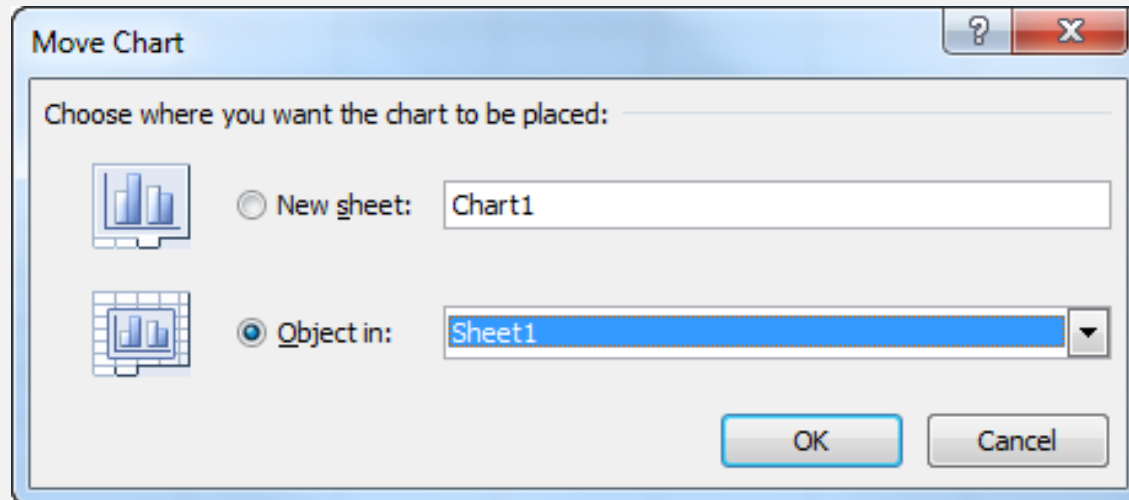 Move Chart
Choose where you want the chart to be placed:
New sheet: Chart1
Object in: Sheet1
OK Cancel